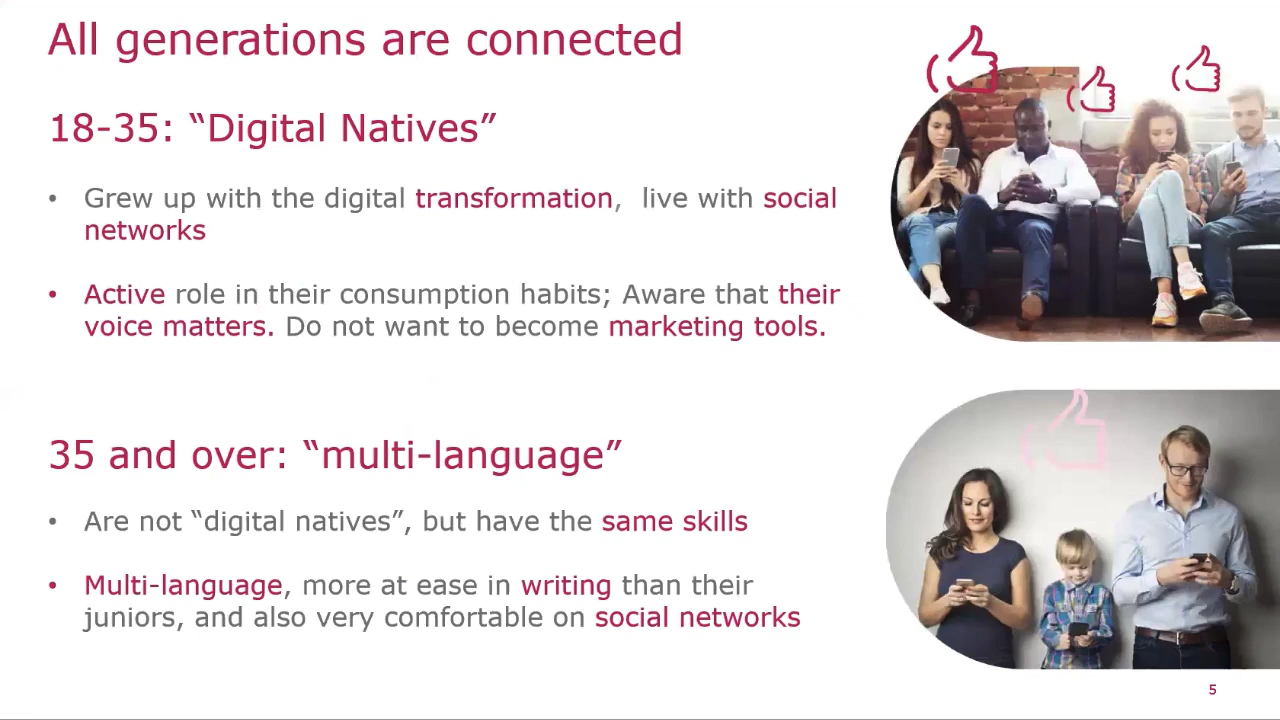 All generations are connected
18-35: “Digital Natives”
• Grew up with the digital transformation,  live with social
networks
• Active role in their consumption habits; Aware that their
voice matters. Do not want to become marketing tools.
35 and over: “multi-language”
• Are not “digital natives”, but have the same skills
• Multi-language, more at ease in writing than their
juniors, and also very comfortable on social networks
5